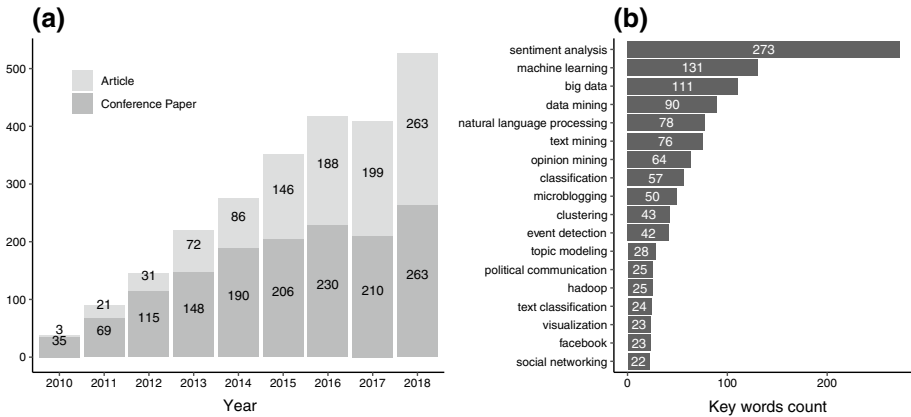 (a)
500
400
300
200
100
0
Article
Conference Paper
3
35
21
69
31
115
72
148
86
190
146
206
188
230
199
210
263
263
2010 2011 2012 2013 2014 2015 2016 2017 2018
Year
(b)
sentiment analysis 273
machine learning 131
big data 111
data mining 90
natural language processing 78
text mining 76
opinion mining 64
classification 57
microblogging 50
clustering 43
event detection 42
topic modeling 28
political communication 25
hadoop 25
text classification 24
visualization 23
facebook 23
social networking 22
0 100 200
Key words count